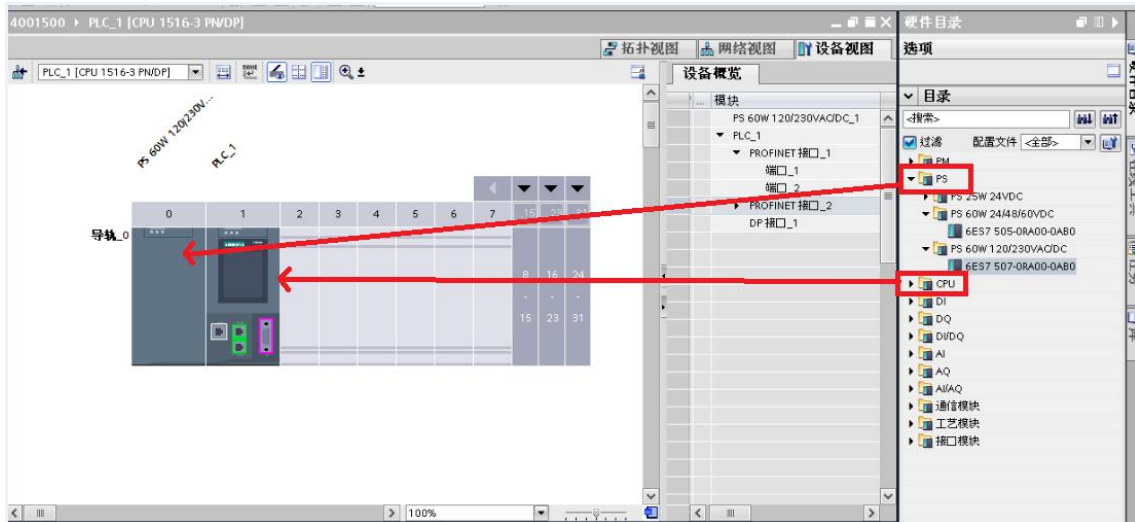 4001500 ▸ PLC_1 [CPU 1516-3 PN/DP]
拓扑视图 网络视图 设备视图
PLC_1 [CPU 1516-3 PN/DP]
PS 60W 120/230V...
PLC_1
0 1 2 3 4 5 6 7 15 23 31
导轨_0
8 16 24
- - -
15 23 31
100%
设备概览
... 模块
PS 60W 120/230VAC/DC_1
PLC_1
PROFINET 接口_1
端口_1
端口_2
PROFINET 接口_2
DP 接口_1
硬件目录
选项
目录
<搜索>
过滤 配置文件 <全部>
PM
PS
PS 25W 24VDC
PS 60W 24/48/60VDC
6ES7 505-0RA00-0AB0
PS 60W 120/230VAC/DC
6ES7 507-0RA00-0AB0
CPU
DI
DQ
DI/DQ
AI
AQ
AI/AQ
通信模块
工艺模块
接口模块